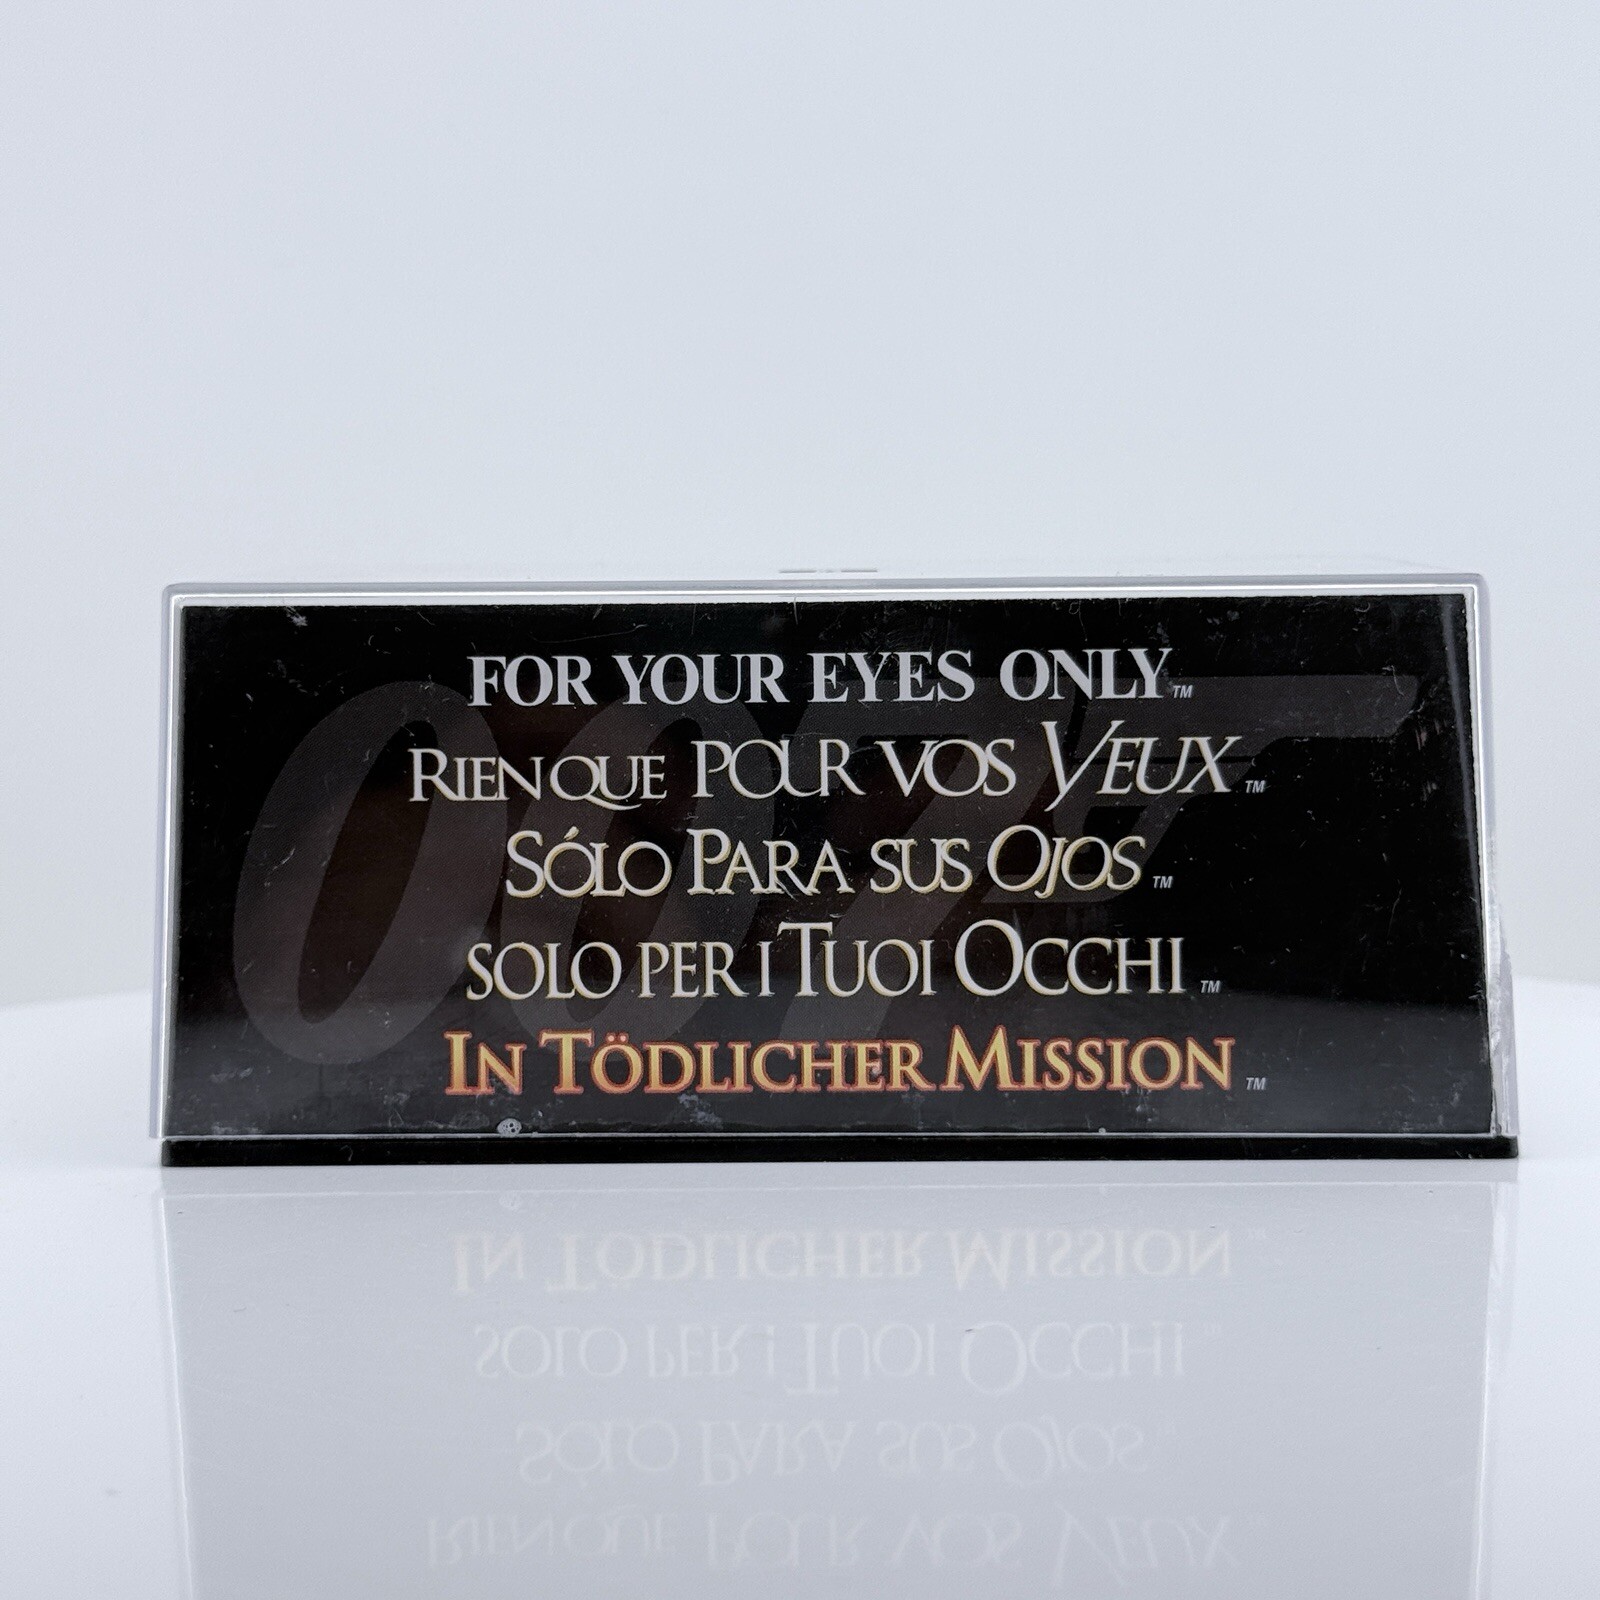 FOR YOUR EYES ONLY™
RIEN QUE POUR VOS YEUX™
SÓLO PARA SUS OJOS™
SOLO PER I TUOI OCCHI™
IN TÖDLICHER MISSION™
007